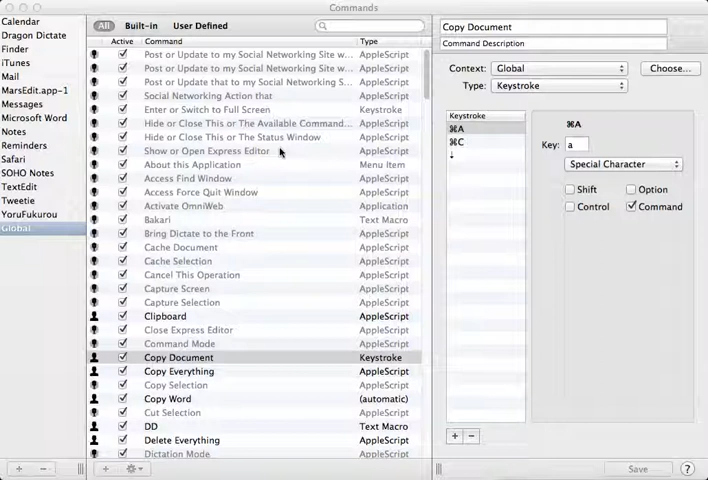 Commands
Calendar
Dragon Dictate
Finder
iTunes
Mail
MarsEdit.app-1
Messages
Microsoft Word
Notes
Reminders
Safari
SOHO Notes
TextEdit
Tweetie
YoruFukurou
Global
All Built-in User Defined
Active Command Type
Post or Update to my Social Networking Site w... AppleScript
Post or Update to my Social Networking Site w... AppleScript
Post or Update that to my Social Networking S... AppleScript
Social Networking Action that AppleScript
Enter or Switch to Full Screen Keystroke
Hide or Close This or The Available Command... AppleScript
Hide or Close This or The Status Window AppleScript
Show or Open Express Editor AppleScript
About this Application Menu Item
Access Find Window AppleScript
Access Force Quit Window AppleScript
Activate OmniWeb Application
Bakari Text Macro
Bring Dictate to the Front AppleScript
Cache Document AppleScript
Cache Selection AppleScript
Cancel This Operation AppleScript
Capture Screen AppleScript
Capture Selection AppleScript
Clipboard AppleScript
Close Express Editor AppleScript
Command Mode AppleScript
Copy Document Keystroke
Copy Everything AppleScript
Copy Selection AppleScript
Copy Word (automatic)
Cut Selection AppleScript
DD Text Macro
Delete Everything AppleScript
Dictation Mode AppleScript
Copy Document
Command Description
Context: Global Choose...
Type: Keystroke
Keystroke
⌘A
⌘C
↓
⌘A
Key: a
Special Character
Shift Option
Control Command
+ −
+ − + Save ?